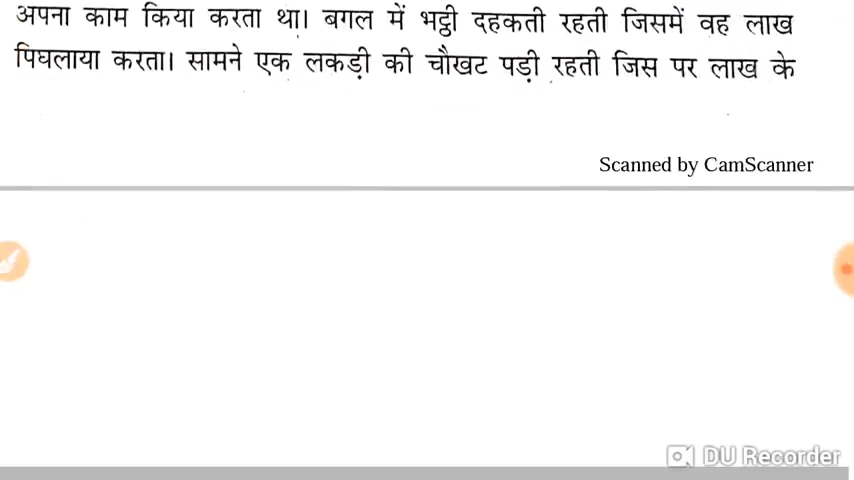 अपना काम किया करता था। बगल में भट्ठी दहकती रहती जिसमें वह लाख
पिघलाया करता। सामने एक लकड़ी की चौखट पड़ी रहती जिस पर लाख के
Scanned by CamScanner
DU Recorder